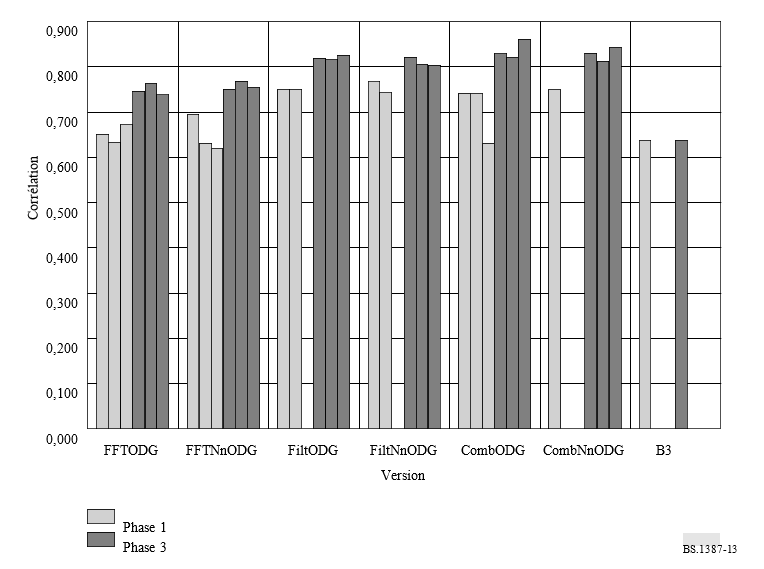 0,900
0,800
0,700
0,600
0,500
0,400
0,300
0,200
0,100
0,000
Corrélation
FFTODG FFTNnODG FiltODG FiltNnODG CombODG CombNnODG B3
Version
Phase 1
Phase 3
BS.1387-13